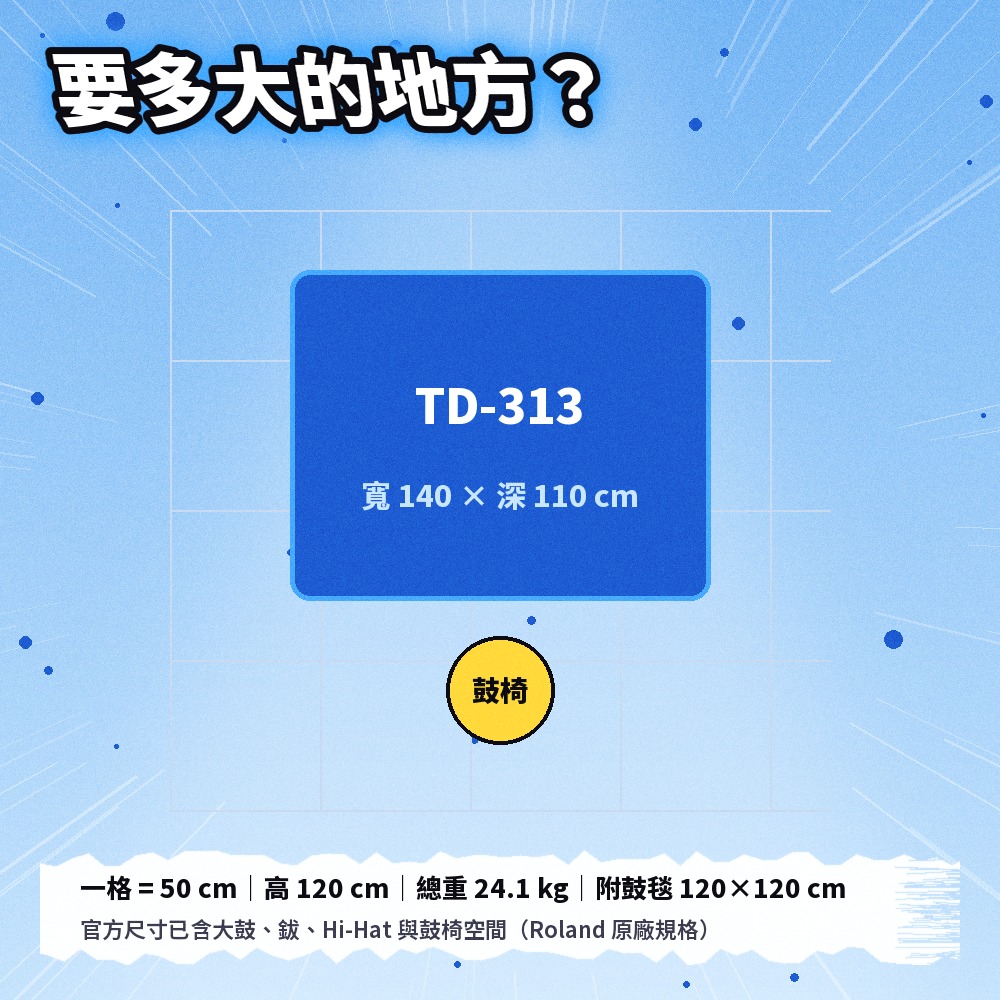 要多大的地方？
TD-313
寬 140 × 深 110 cm
鼓椅
一格 = 50 cm｜高 120 cm｜總重 24.1 kg｜附鼓毯 120×120 cm
官方尺寸已含大鼓、鈸、Hi-Hat 與鼓椅空間（Roland 原廠規格）